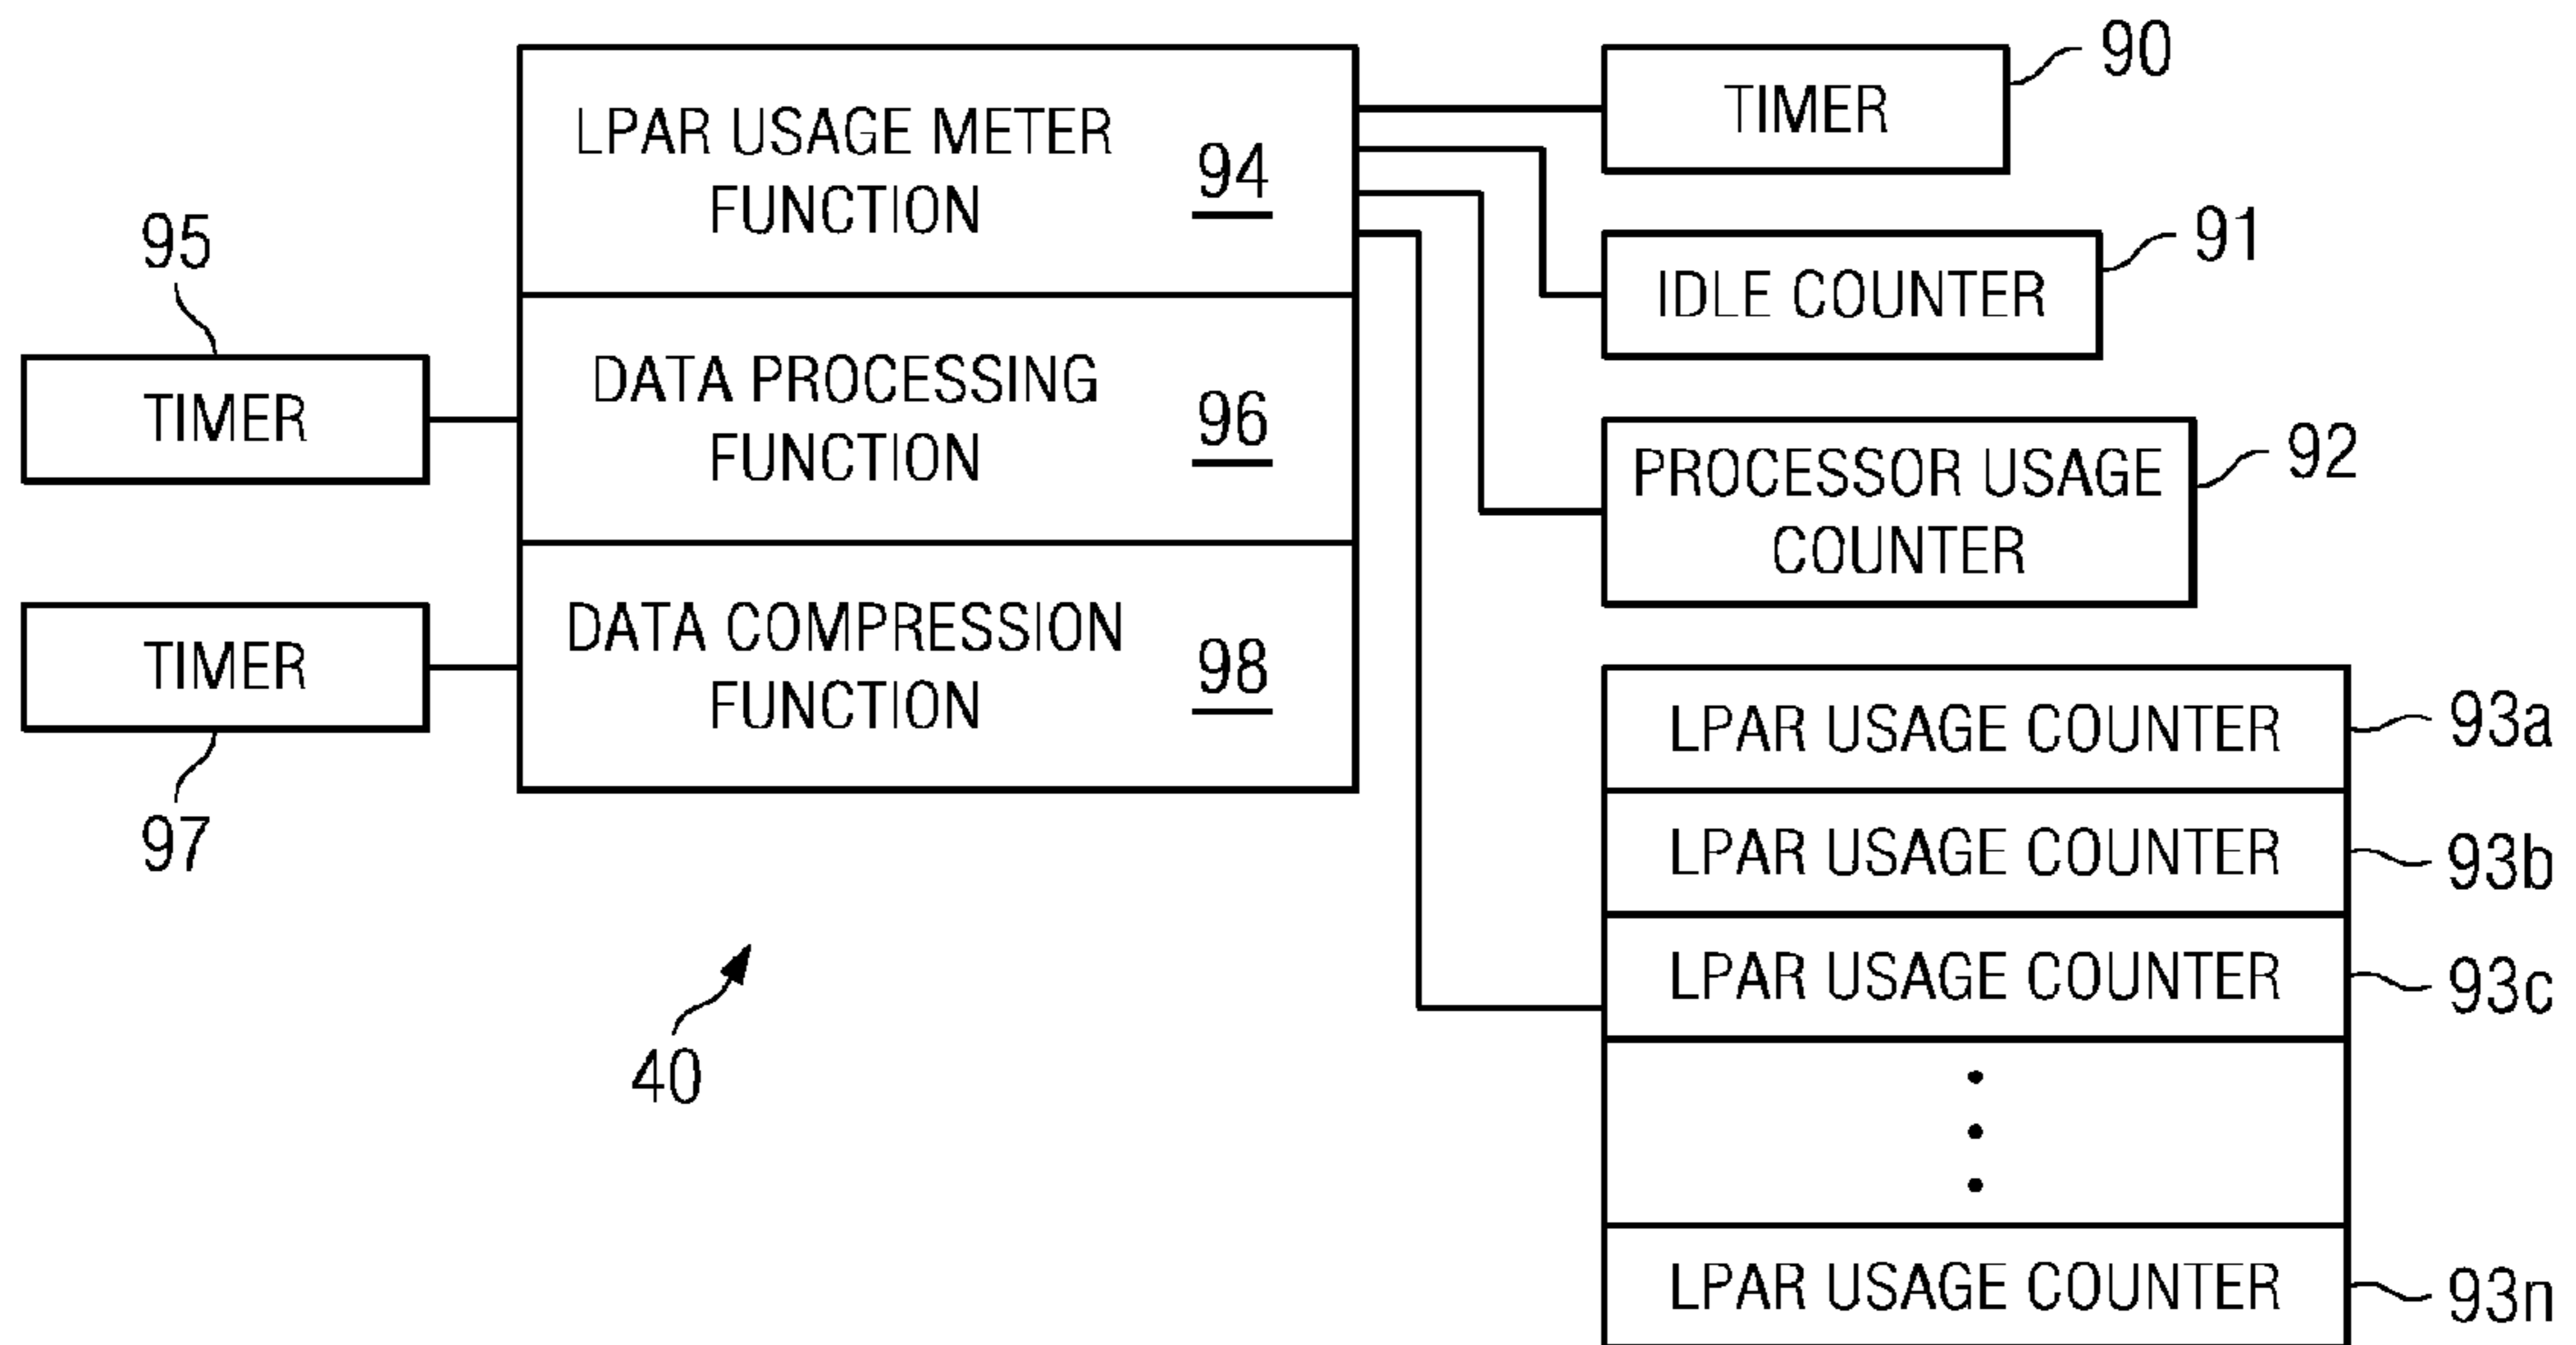 95
TIMER
TIMER
97
LPAR USAGE METER
FUNCTION
94
DATA PROCESSING
FUNCTION
96
DATA COMPRESSION
FUNCTION
98
40
TIMER
90
IDLE COUNTER
91
PROCESSOR USAGE
COUNTER
92
LPAR USAGE COUNTER
93a
LPAR USAGE COUNTER
93b
LPAR USAGE COUNTER
93c
LPAR USAGE COUNTER
93n